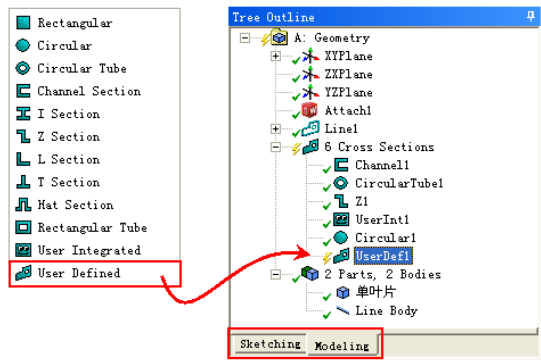 Rectangular
Circular
Circular Tube
Channel Section
I Section
Z Section
L Section
T Section
Hat Section
Rectangular Tube
User Integrated
User Defined
Tree Outline
A: Geometry
XYPlane
ZXPlane
YZPlane
Attach1
Line1
6 Cross Sections
Channel1
CircularTube1
Z1
UserInt1
Circular1
UserDef1
2 Parts, 2 Bodies
单叶片
Line Body
Sketching
Modeling